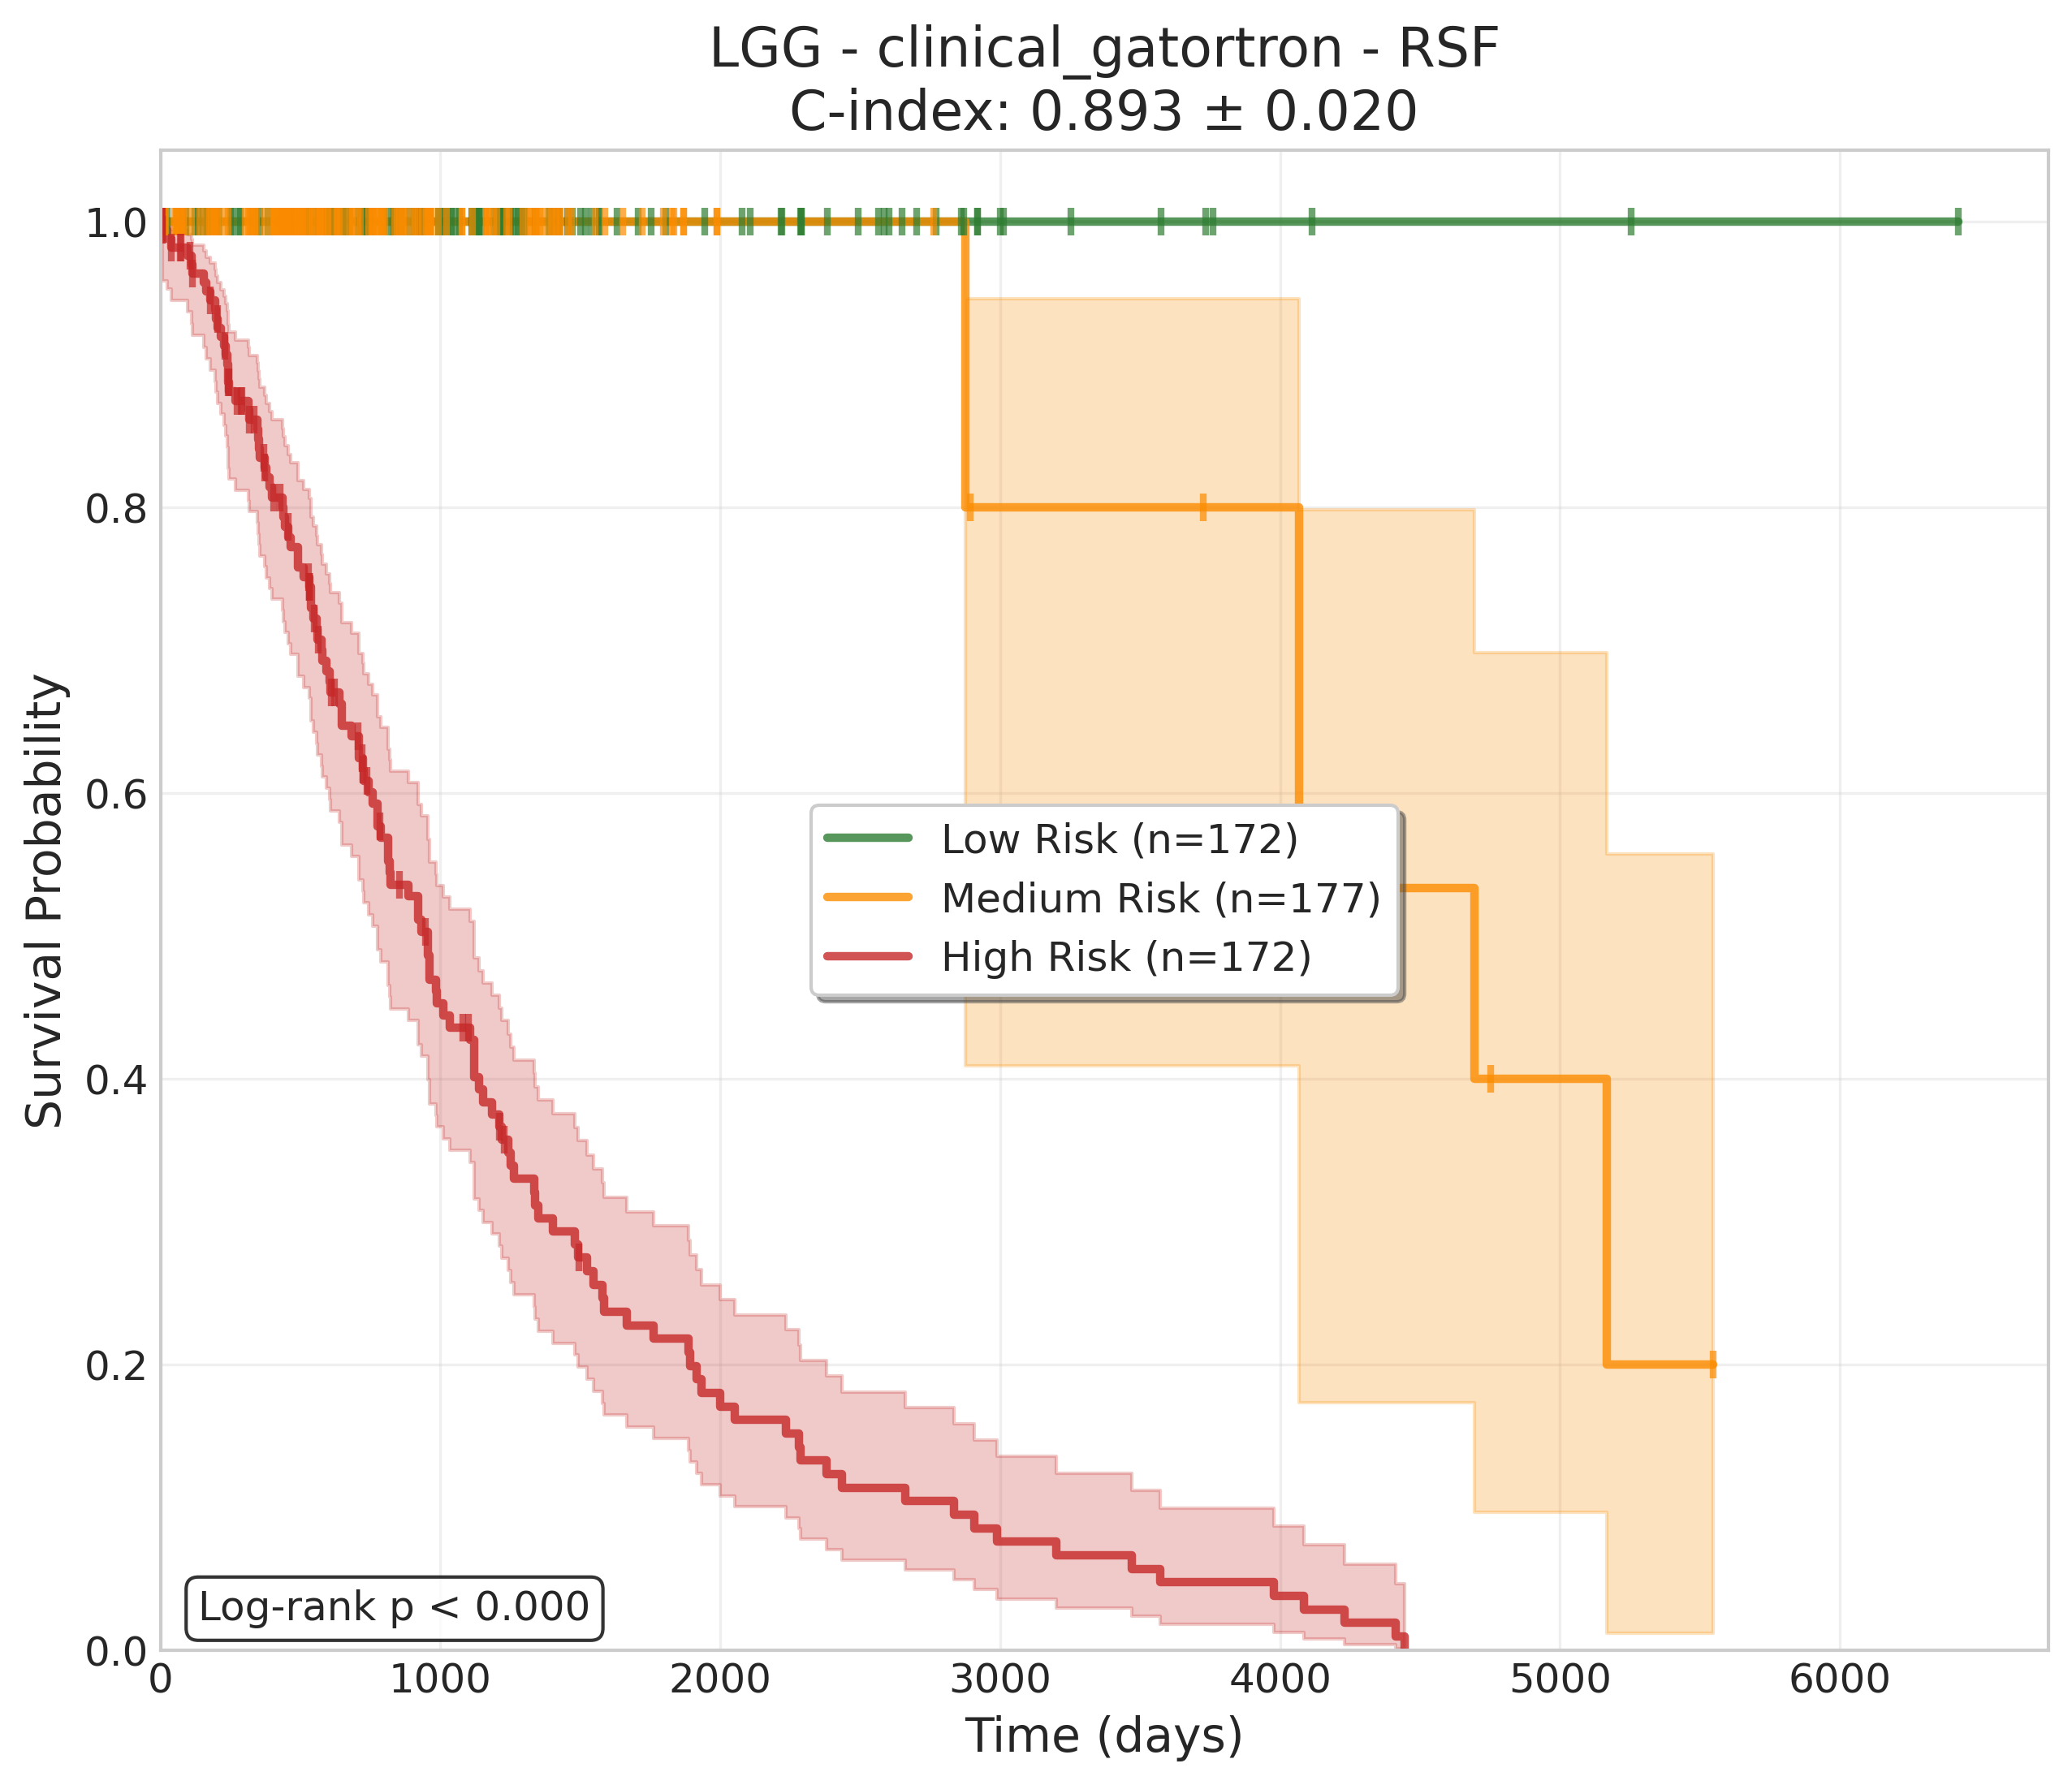 LGG - clinical_gatortron - RSF
C-index: 0.893 ± 0.020
Survival Probability
1.0
0.8
0.6
0.4
0.2
0.0
Low Risk (n=172)
Medium Risk (n=177)
High Risk (n=172)
Log-rank p < 0.000
0 1000 2000 3000 4000 5000 6000
Time (days)